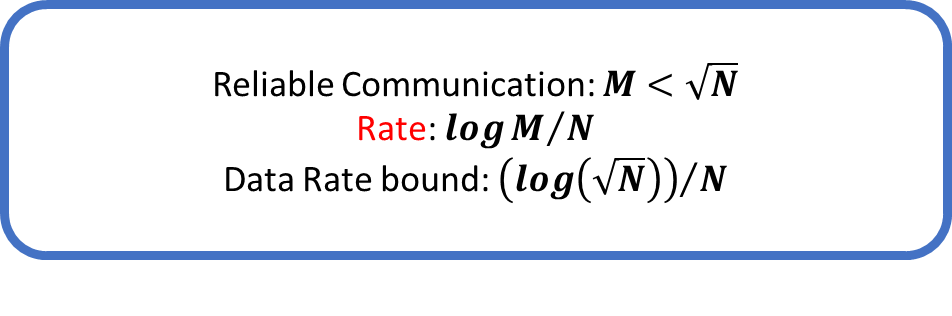 Reliable Communication: M < √N
Rate: log M/N
Data Rate bound: (log(√N))/N